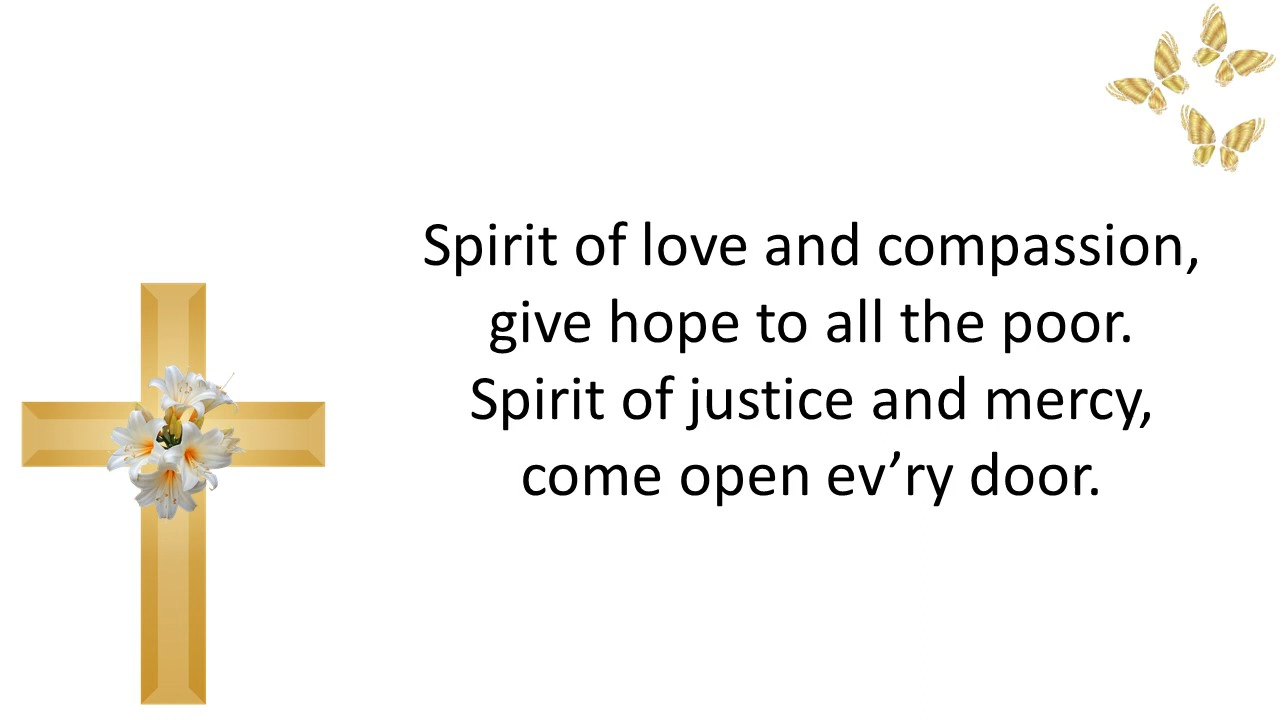 Spirit of love and compassion,
give hope to all the poor.
Spirit of justice and mercy,
come open ev’ry door.